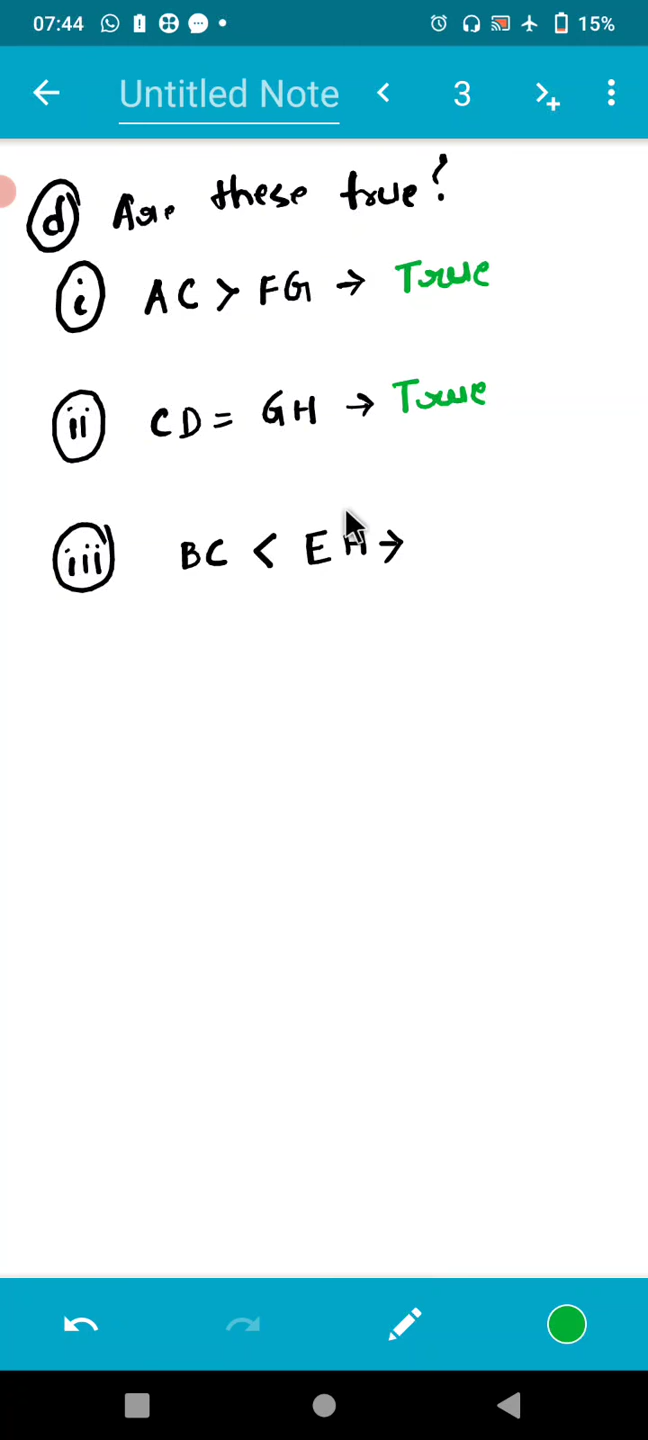 07:44 15%
Untitled Note 3
d Are these true?
i AC > FG → True
ii CD = GH → True
iii BC < EH →